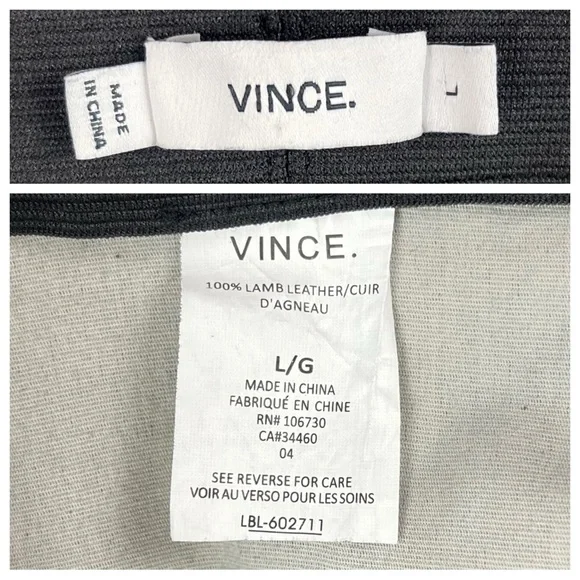 MADE
IN CHINA
VINCE.
L
VINCE.
100% LAMB LEATHER/CUIR
D'AGNEAU
L/G
MADE IN CHINA
FABRIQUÉ EN CHINE
RN# 106730
CA#34460
04
SEE REVERSE FOR CARE
VOIR AU VERSO POUR LES SOINS
LBL-602711